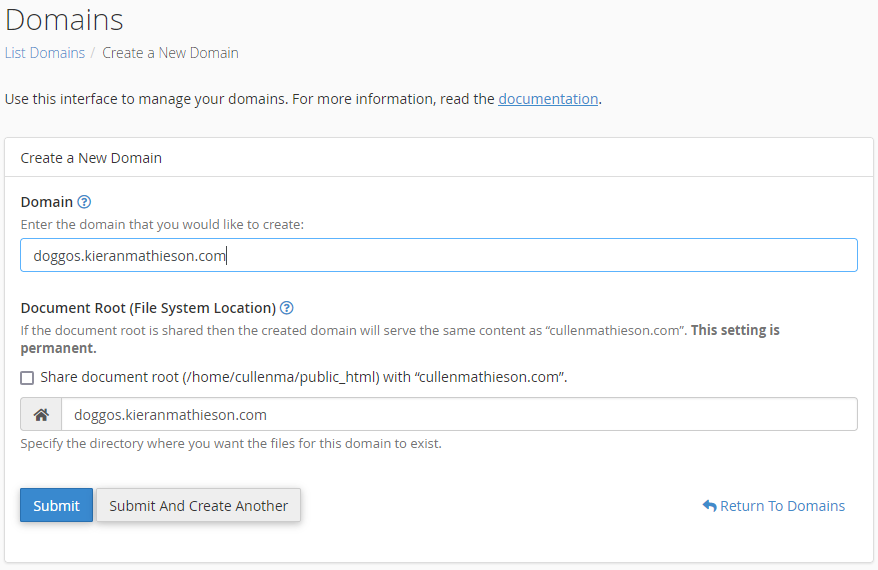 Domains
List Domains / Create a New Domain
Use this interface to manage your domains. For more information, read the documentation.
Create a New Domain
Domain
Enter the domain that you would like to create:
doggos.kieranmathieson.com
Document Root (File System Location)
If the document root is shared then the created domain will serve the same content as “cullenmathieson.com”. This setting is
permanent.
Share document root (/home/cullenma/public_html) with “cullenmathieson.com”.
doggos.kieranmathieson.com
Specify the directory where you want the files for this domain to exist.
Submit Submit And Create Another Return To Domains